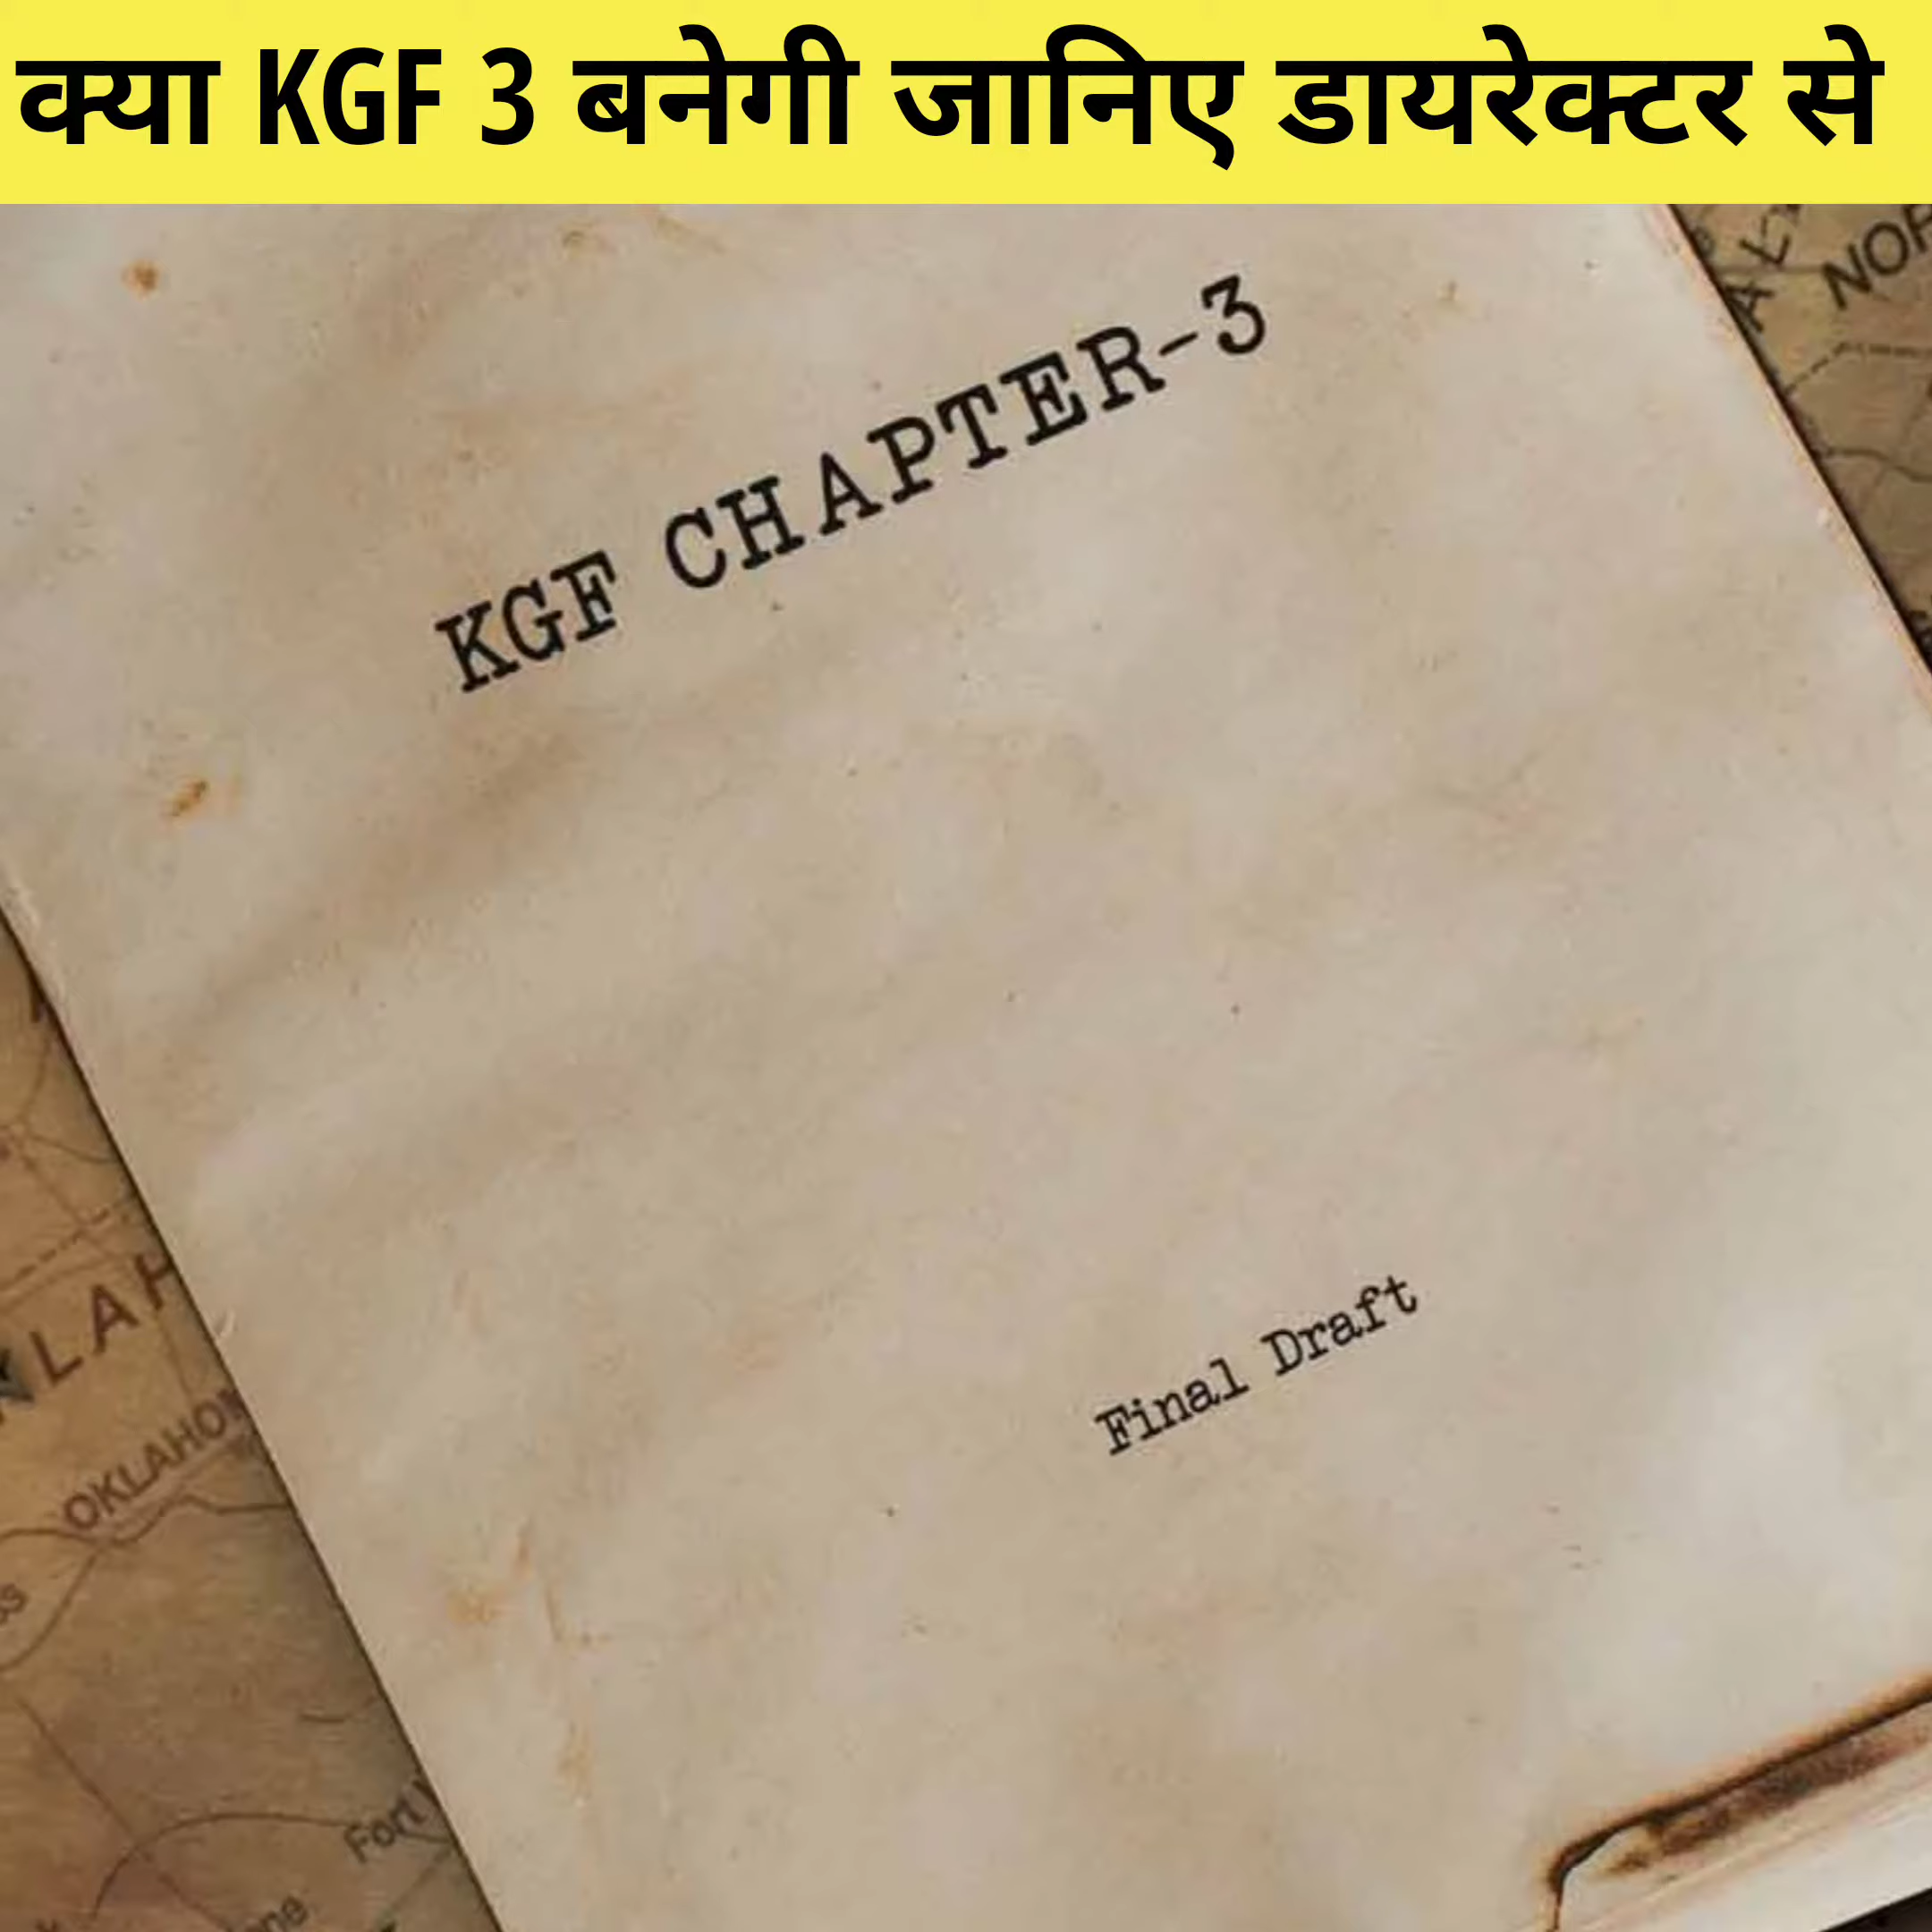 क्या KGF 3 बनेगी जानिए डायरेक्टर से
KGF CHAPTER-3
Final Draft